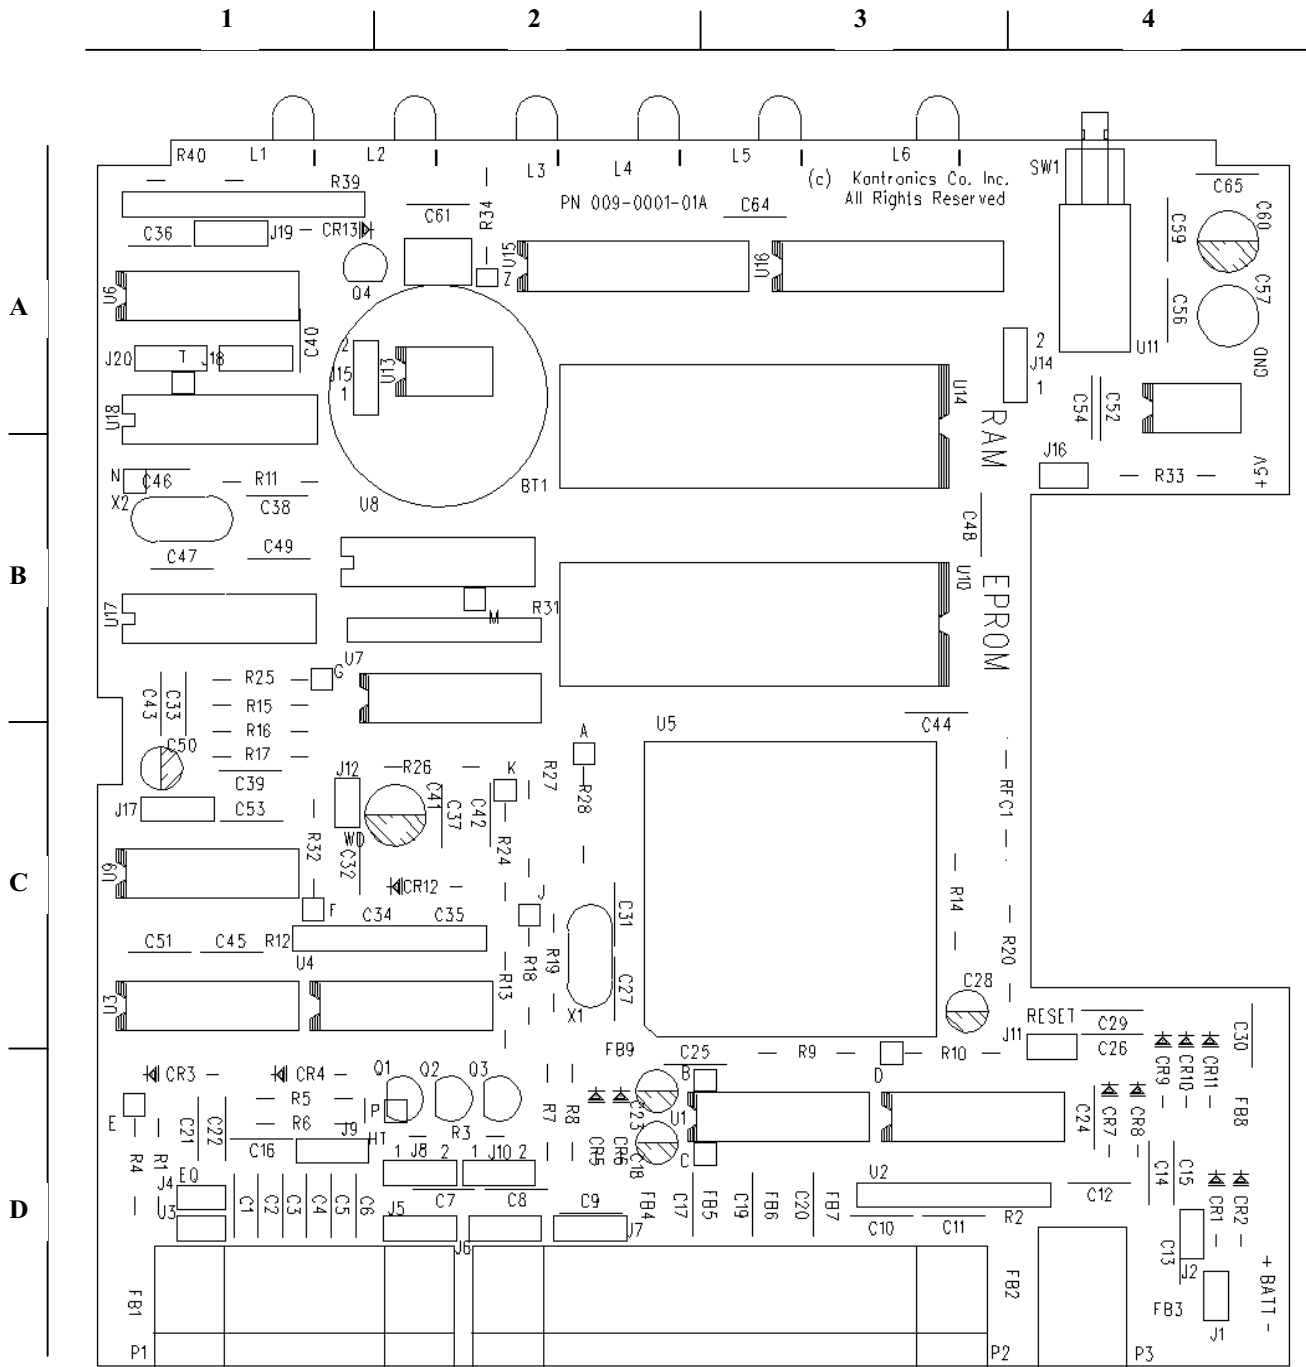 1 2 3 4
R40 L1 L2 L3 L4 L5 L6 SW1
(c) Kantronics Co. Inc.
All Rights Reserved
PN 009-0001-01A
R39
C65
C36 J19 CR13 C61 R34 C64 C59 C60
U6 Q4 U15 Z U16
A
C40 C56 C57
J20 T J18 2 J15 1 U13 2 J14 1 U11 GND
U18 U14 C54 C52
RAM
N C46 R11 J16 R33 +5V
X2 C38 U8 BT1
C48
C47 C49
B
U10
EPROM
U17 M R31
R25 G U7
C43 C33 R15
R16 A U5 C44
C50 R17 J12 R26 K R27 R28
C39 C41 C37 C42 RFC1
J17 C53 WD
R32 C32 R24
U9
C
CR12 R14
F C34 C35 J C31
C51 C45 R12 R18 R19 R20
U4 R13 C27 C28
U3 X1 RESET C29 C30
J11 C26
FB9 C25 R9 R10
CR3 CR4 Q1 Q2 Q3 B D CR9 CR10 CR11
R5 P C23 U1 C24 CR7 CR8 FB8
E C21 C22 R6 HT R3 R7 R8
C16 J9 1 J8 2 1 J10 2 CR5 CR6 C18 C
R4 R1 EQ C14 C15
J4 U2 C12
D
C1 C2 C3 C4 C5 C6 C7 C8 C9 FB4 C17 FB5 C19 FB6 C20 FB7 CR1 CR2
U3 J5 J7 C10 C11 R2
J6 C13 J2
FB1 FB2 FB3 + BATT -
J1
P1 P2 P3